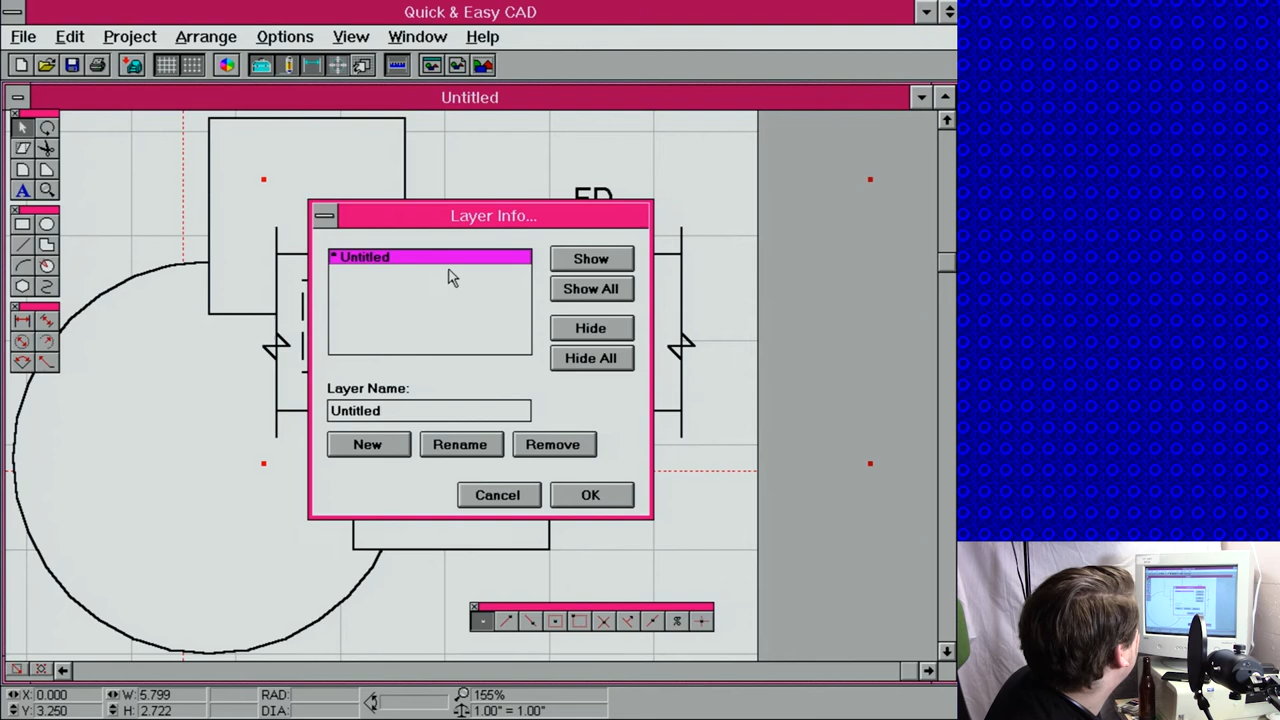 Quick & Easy CAD
File Edit Project Arrange Options View Window Help
Untitled
A
Layer Info...
* Untitled
Show
Show All
Hide
Hide All
Layer Name:
Untitled
New Rename Remove
Cancel OK
%
X: 0.000 W: 5.799 RAD: 155%
Y: 3.250 H: 2.722 DIA: 1.00" = 1.00"